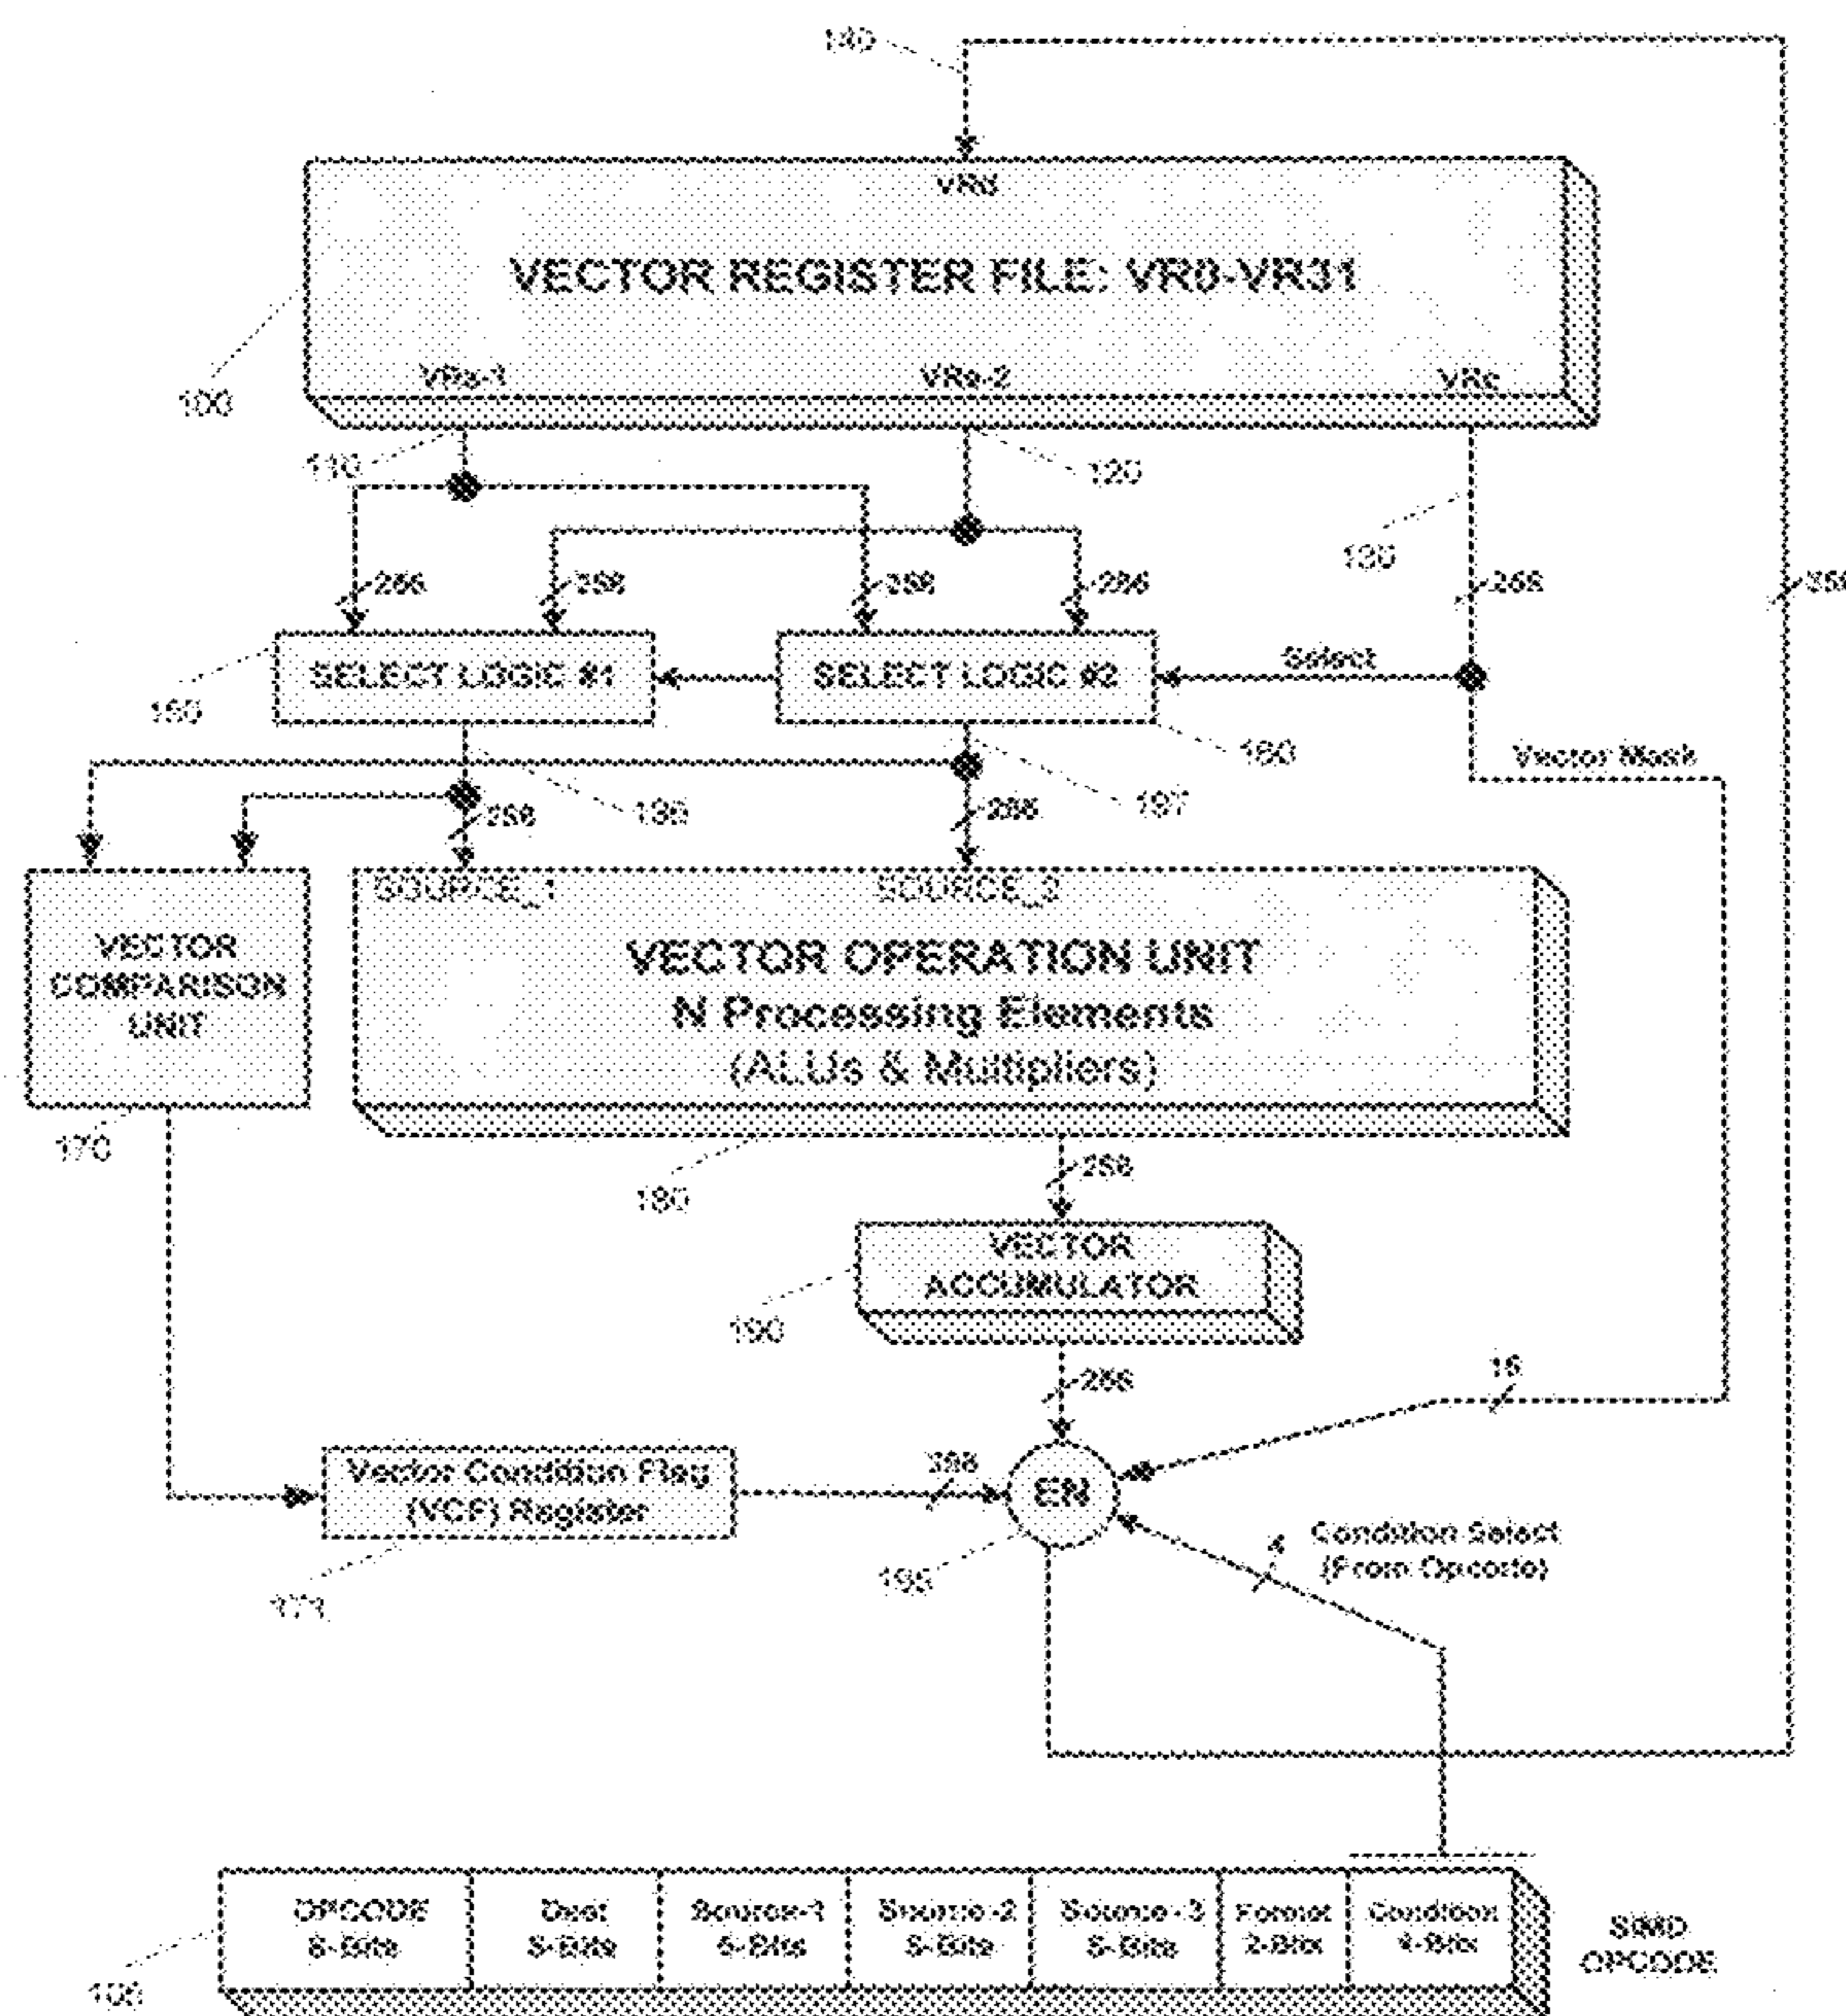 140
VRd
VECTOR REGISTER FILE: VR0-VR31
VRs-1
VRs-2
VRc
100
110
120
130
256
256
256
256
256
SELECT LOGIC #1
SELECT LOGIC #2
Select
150
160
Vector Mask
256
196
256
197
SOURCE_1
SOURCE_2
VECTOR
COMPARISON
UNIT
VECTOR OPERATION UNIT
N Processing Elements
(ALUs & Multipliers)
170
180
256
VECTOR
ACCUMULATOR
190
256
16
Vector Condition Flag
(VCF) Register
256
EN
171
195
4
Condition Select
(From Opcode)
OPCODE
6-Bits
Dest
5-Bits
Source-1
5-Bits
Source-2
5-Bits
Source-3
5-Bits
Format
2-Bits
Condition
4-Bits
SIMD
OPCODE